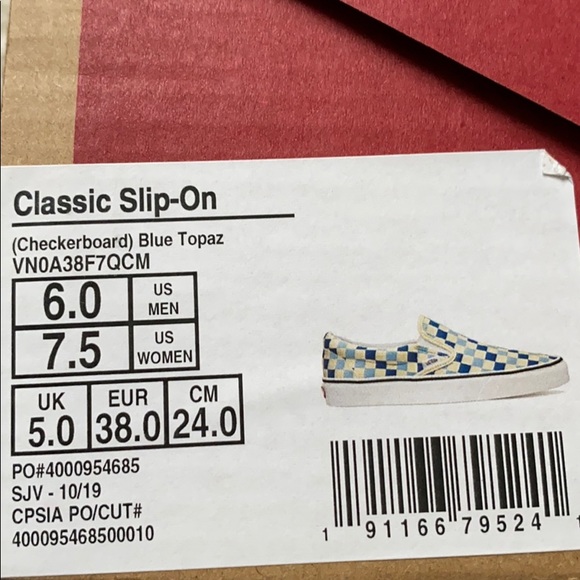 Classic Slip-On
(Checkerboard) Blue Topaz
VN0A38F7QCM
6.0 US MEN
7.5 US WOMEN
UK EUR CM
5.0 38.0 24.0
PO#4000954685
SJV - 10/19
CPSIA PO/CUT#
400095468500010
1 91166 79524